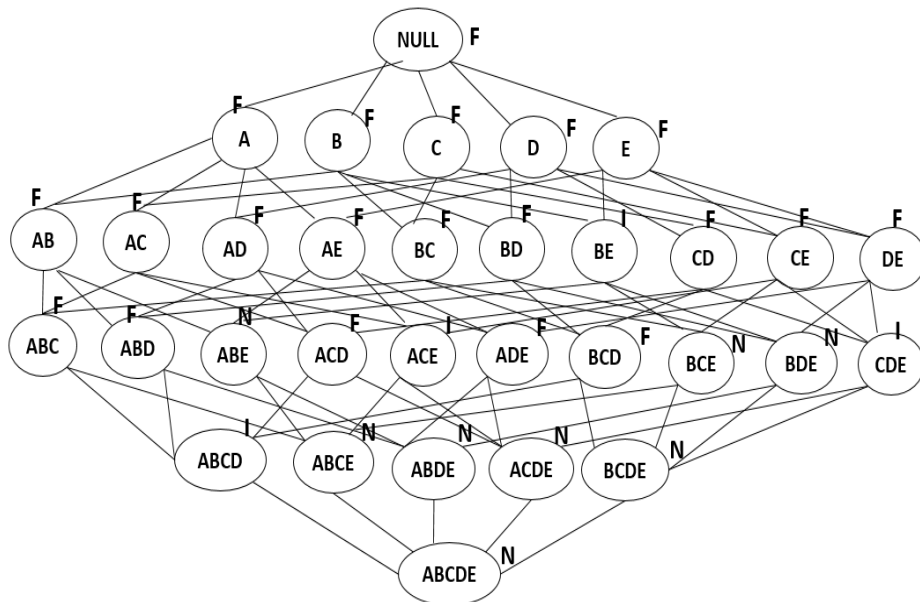 NULL F
F F F F F
A B C D E
F F F F F F I F F F
AB AC AD AE BC BD BE CD CE DE
F F N F I F F N N I
ABC ABD ABE ACD ACE ADE BCD BCE BDE CDE
I N N N N
ABCD ABCE ABDE ACDE BCDE
N
ABCDE